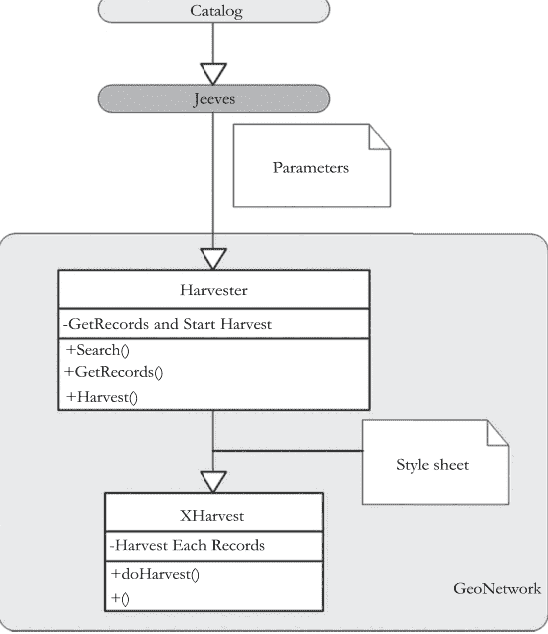 Catalog
Jeeves
Parameters
Harvester
-GetRecords and Start Harvest
+Search()
+GetRecords()
+Harvest()
Style sheet
XHarvest
-Harvest Each Records
+doHarvest()
+()
GeoNetwork